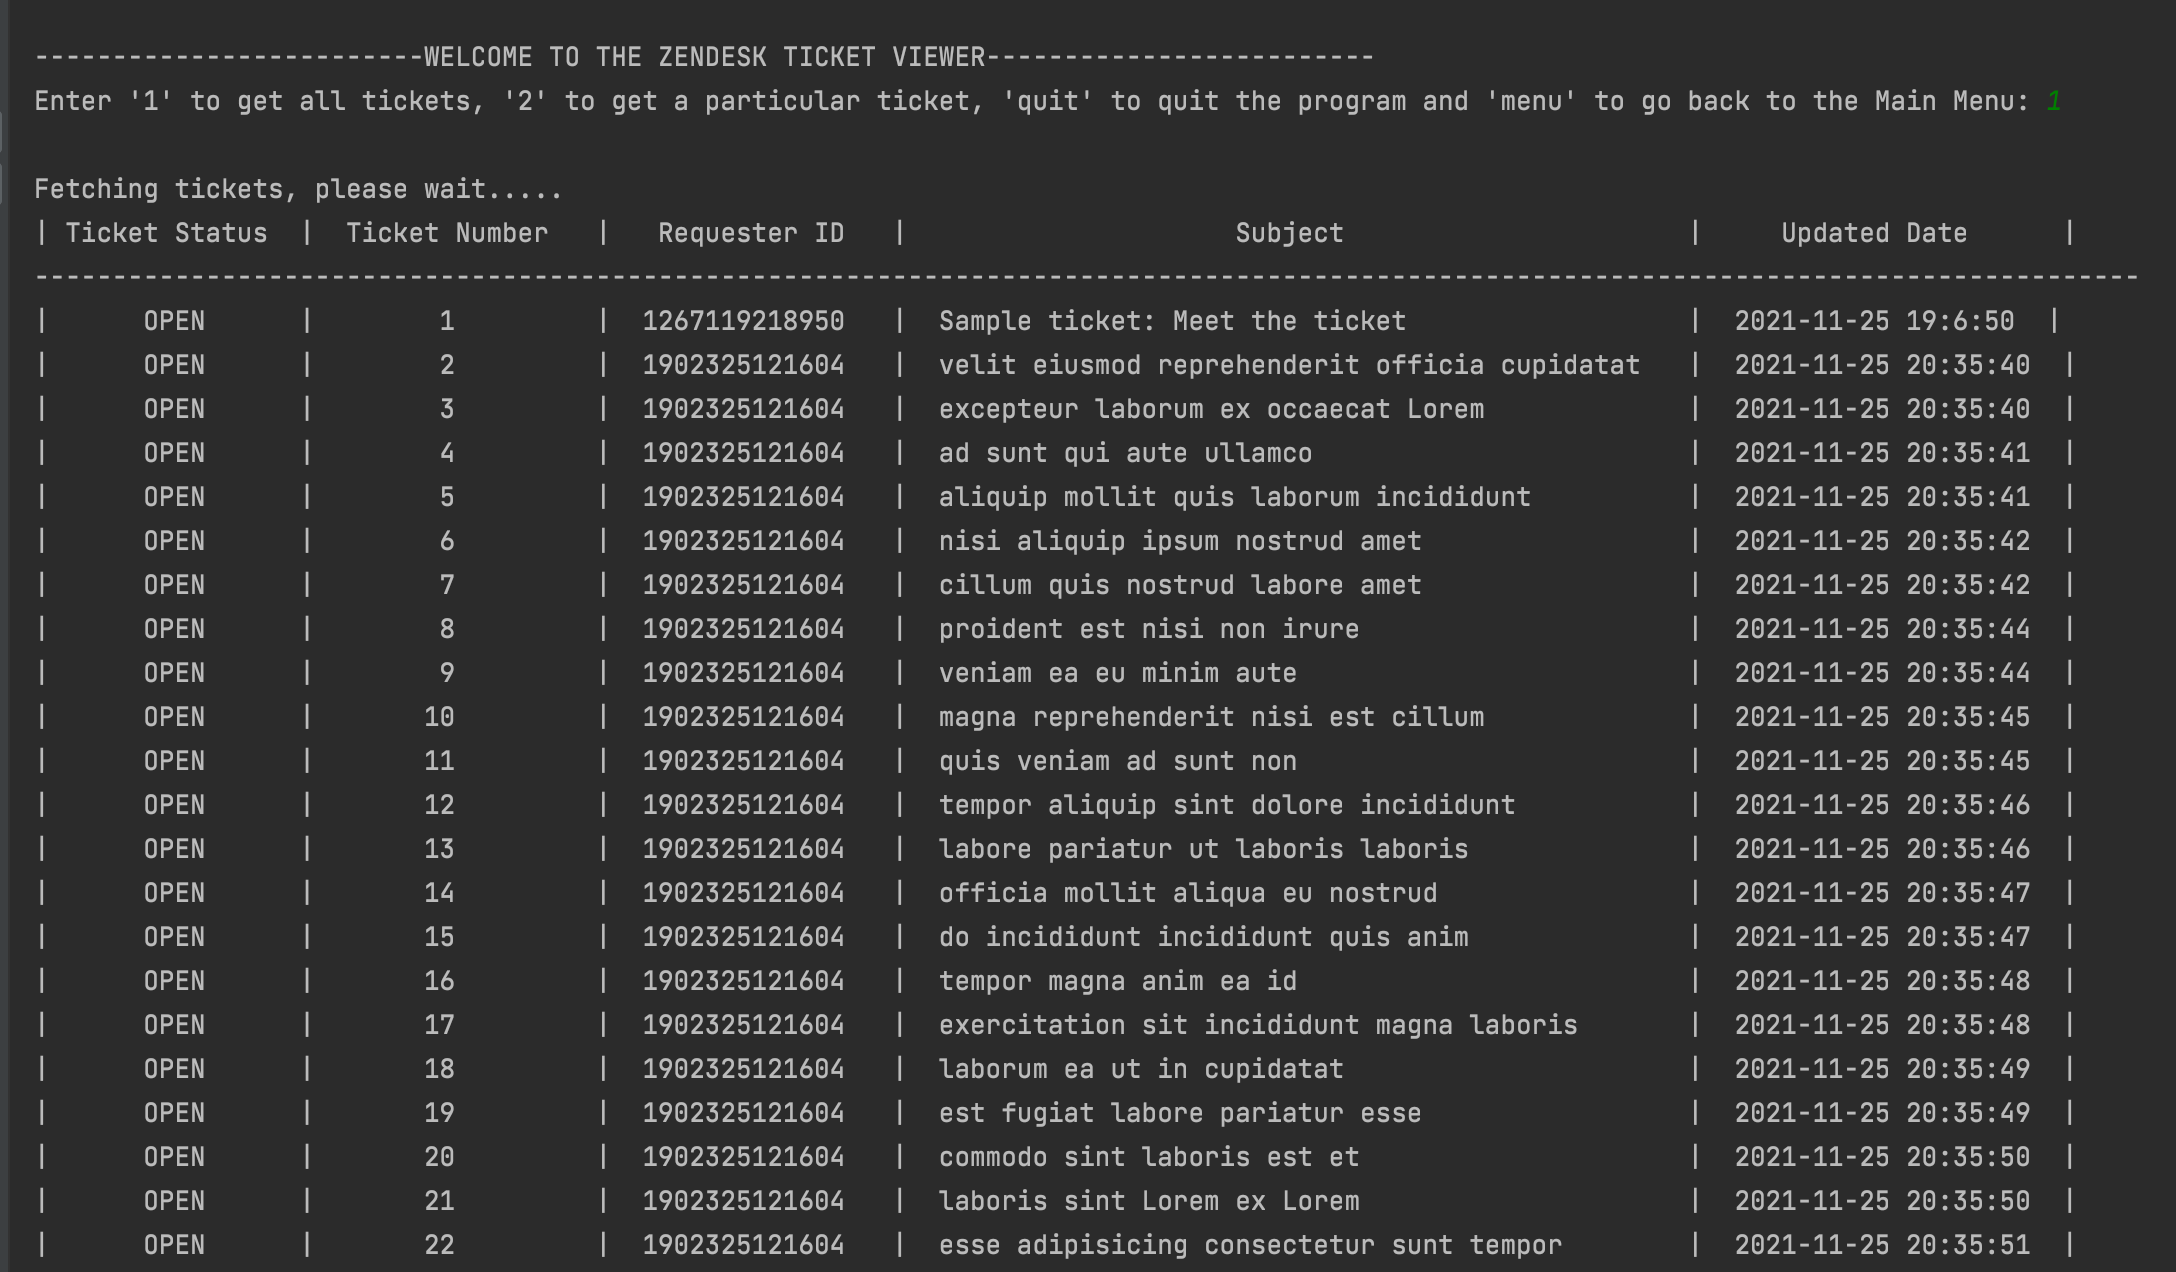 -------------------------WELCOME TO THE ZENDESK TICKET VIEWER-------------------------
Enter '1' to get all tickets, '2' to get a particular ticket, 'quit' to quit the program and 'menu' to go back to the Main Menu: 1
Fetching tickets, please wait.....
| Ticket Status | Ticket Number | Requester ID | Subject | Updated Date |
---------------------------------------------------------------------------------------------------------------------------------------
| OPEN | 1 | 1267119218950 | Sample ticket: Meet the ticket | 2021-11-25 19:6:50 |
| OPEN | 2 | 1902325121604 | velit eiusmod reprehenderit officia cupidatat | 2021-11-25 20:35:40 |
| OPEN | 3 | 1902325121604 | excepteur laborum ex occaecat Lorem | 2021-11-25 20:35:40 |
| OPEN | 4 | 1902325121604 | ad sunt qui aute ullamco | 2021-11-25 20:35:41 |
| OPEN | 5 | 1902325121604 | aliquip mollit quis laborum incididunt | 2021-11-25 20:35:41 |
| OPEN | 6 | 1902325121604 | nisi aliquip ipsum nostrud amet | 2021-11-25 20:35:42 |
| OPEN | 7 | 1902325121604 | cillum quis nostrud labore amet | 2021-11-25 20:35:42 |
| OPEN | 8 | 1902325121604 | proident est nisi non irure | 2021-11-25 20:35:44 |
| OPEN | 9 | 1902325121604 | veniam ea eu minim aute | 2021-11-25 20:35:44 |
| OPEN | 10 | 1902325121604 | magna reprehenderit nisi est cillum | 2021-11-25 20:35:45 |
| OPEN | 11 | 1902325121604 | quis veniam ad sunt non | 2021-11-25 20:35:45 |
| OPEN | 12 | 1902325121604 | tempor aliquip sint dolore incididunt | 2021-11-25 20:35:46 |
| OPEN | 13 | 1902325121604 | labore pariatur ut laboris laboris | 2021-11-25 20:35:46 |
| OPEN | 14 | 1902325121604 | officia mollit aliqua eu nostrud | 2021-11-25 20:35:47 |
| OPEN | 15 | 1902325121604 | do incididunt incididunt quis anim | 2021-11-25 20:35:47 |
| OPEN | 16 | 1902325121604 | tempor magna anim ea id | 2021-11-25 20:35:48 |
| OPEN | 17 | 1902325121604 | exercitation sit incididunt magna laboris | 2021-11-25 20:35:48 |
| OPEN | 18 | 1902325121604 | laborum ea ut in cupidatat | 2021-11-25 20:35:49 |
| OPEN | 19 | 1902325121604 | est fugiat labore pariatur esse | 2021-11-25 20:35:49 |
| OPEN | 20 | 1902325121604 | commodo sint laboris est et | 2021-11-25 20:35:50 |
| OPEN | 21 | 1902325121604 | laboris sint Lorem ex Lorem | 2021-11-25 20:35:50 |
| OPEN | 22 | 1902325121604 | esse adipisicing consectetur sunt tempor | 2021-11-25 20:35:51 |